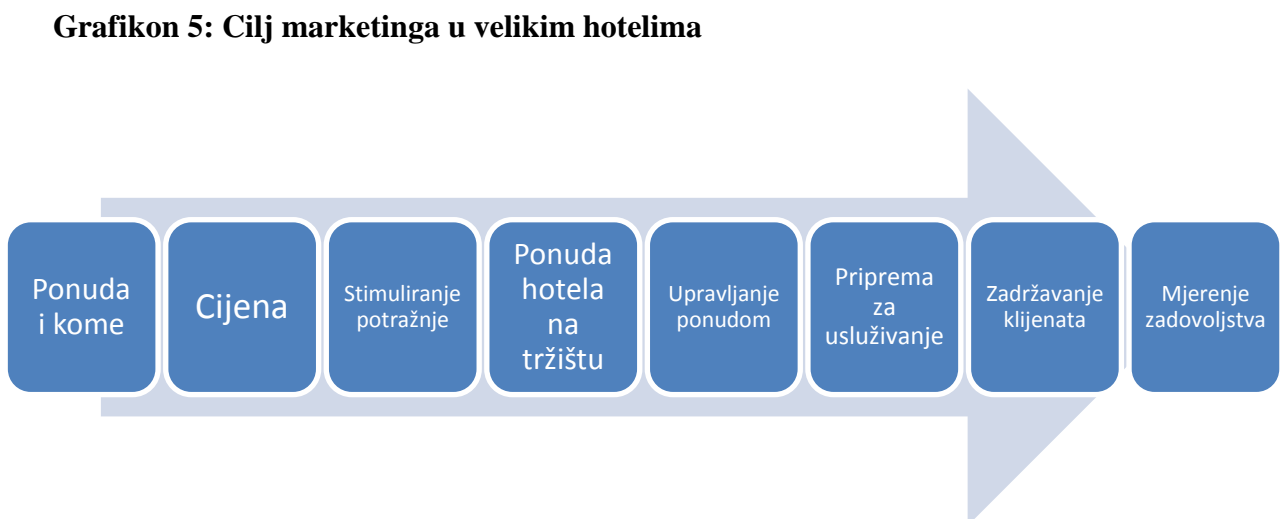 Grafikon 5: Cilj marketinga u velikim hotelima
Ponuda
i kome
Cijena
Stimuliranje
potražnje
Ponuda
hotela
na
tržištu
Upravljanje
ponudom
Priprema
za
usluživanje
Zadržavanje
klijenata
Mjerenje
zadovoljstva